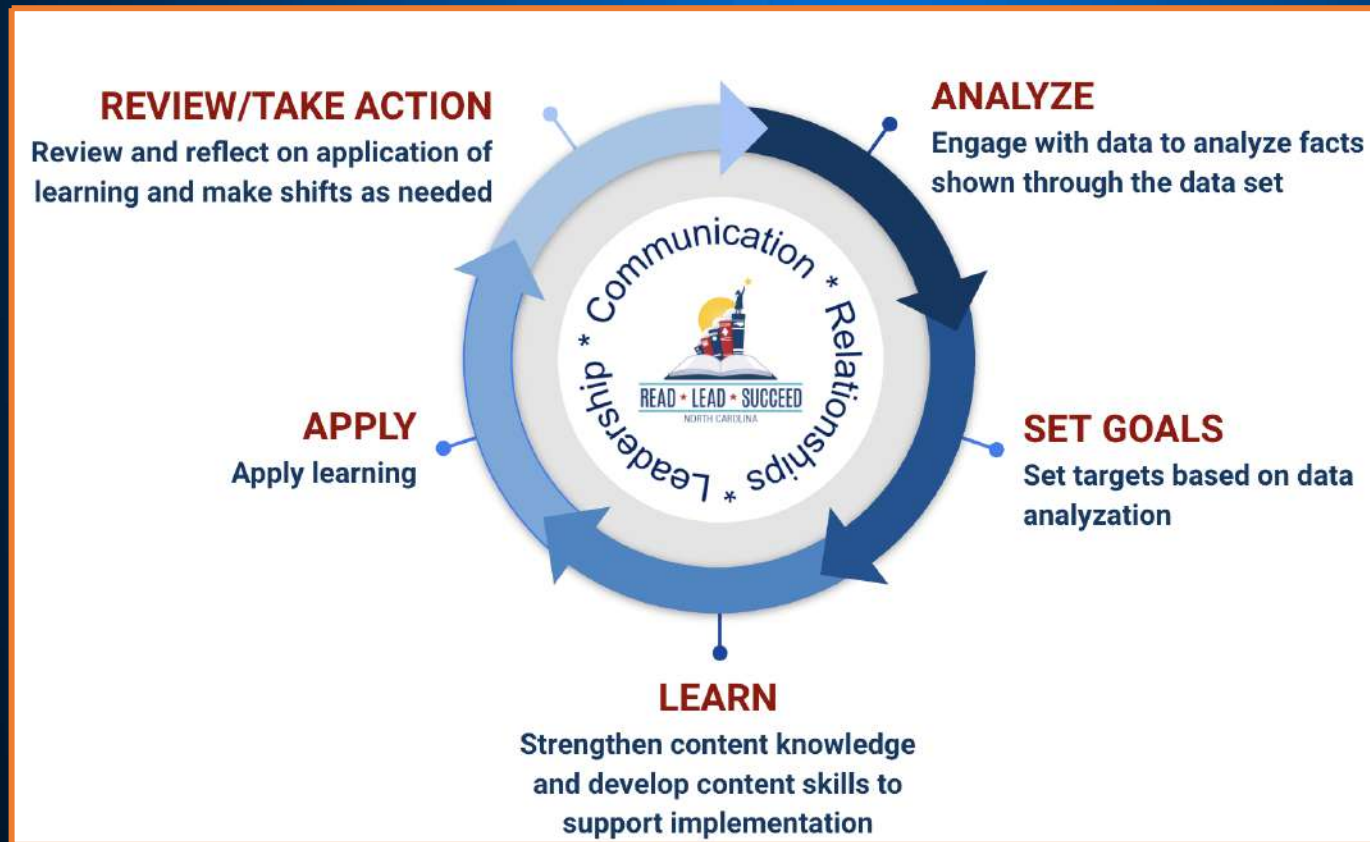 REVIEW/TAKE ACTION
Review and reflect on application of
learning and make shifts as needed
ANALYZE
Engage with data to analyze facts
shown through the data set
Communication * Relationships * Leadership *
READ ★ LEAD ★ SUCCEED
NORTH CAROLINA
APPLY
Apply learning
SET GOALS
Set targets based on data
analyzation
LEARN
Strengthen content knowledge
and develop content skills to
support implementation